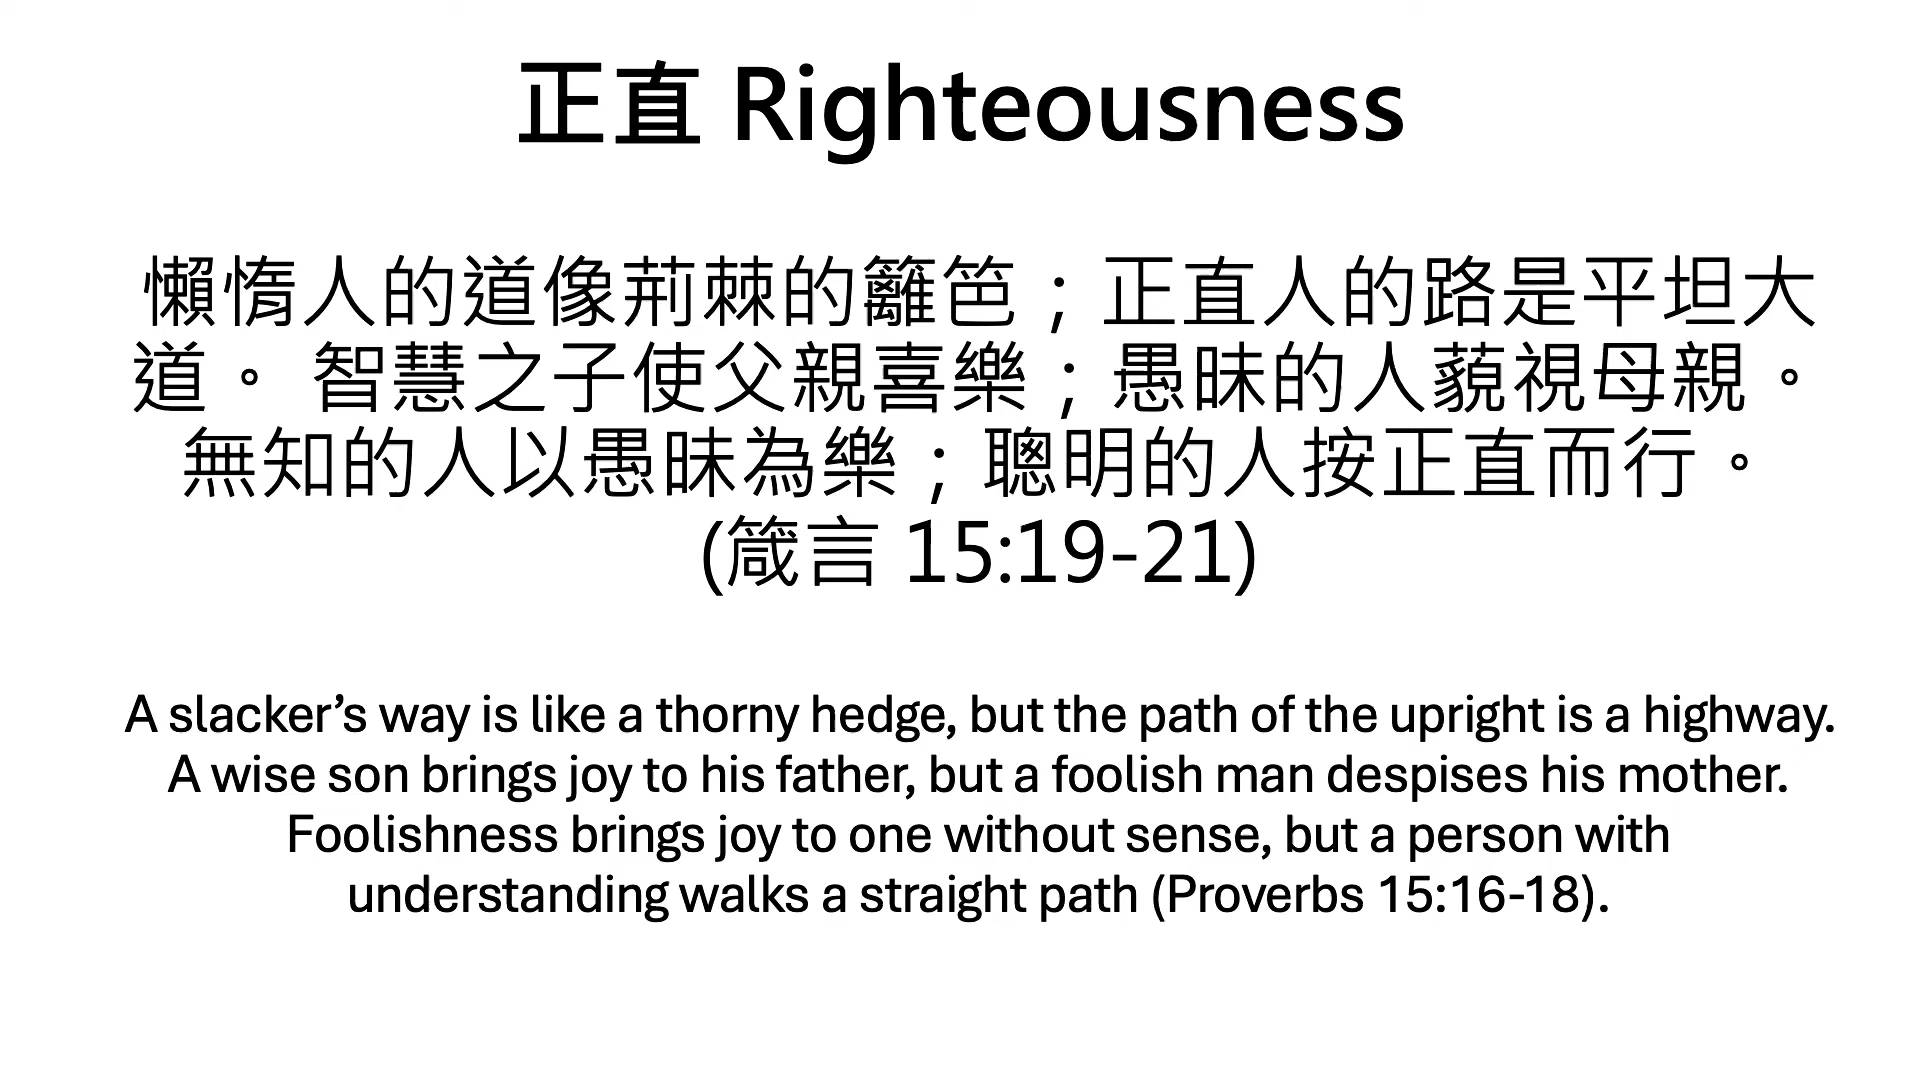 正直 Righteousness
懶惰人的道像荊棘的籬笆；正直人的路是平坦大
道。 智慧之子使父親喜樂；愚昧的人藐視母親。
無知的人以愚昧為樂；聰明的人按正直而行。
(箴言 15:19-21)
A slacker’s way is like a thorny hedge, but the path of the upright is a highway.
A wise son brings joy to his father, but a foolish man despises his mother.
Foolishness brings joy to one without sense, but a person with
understanding walks a straight path (Proverbs 15:16-18).